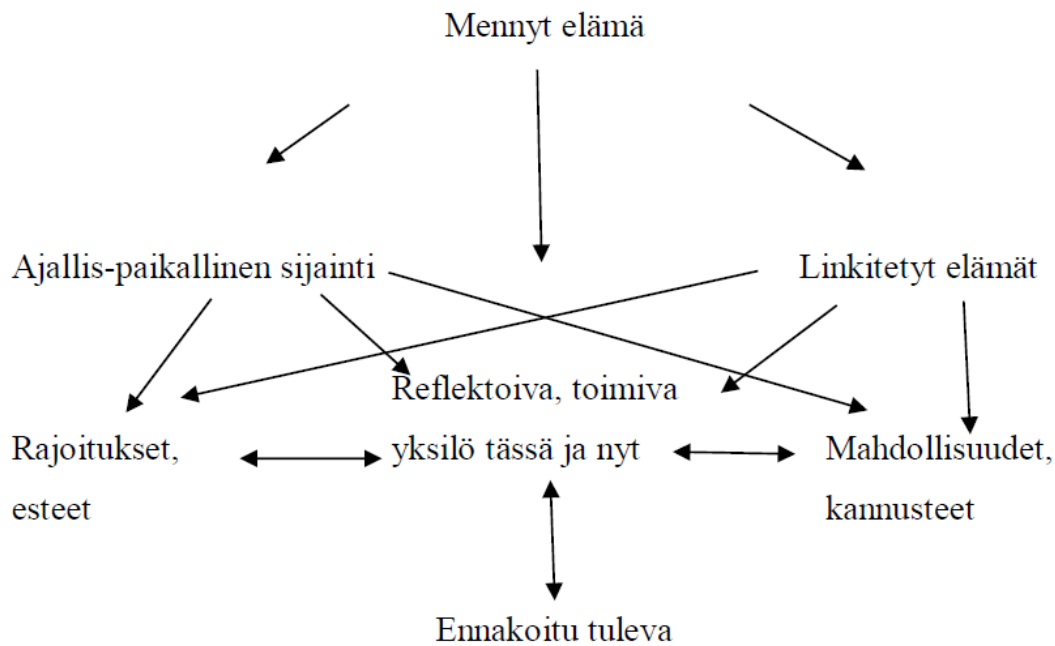 Mennyt elämä
Ajallis-paikallinen sijainti
Linkitetyt elämät
Reflektoiva, toimiva
yksilö tässä ja nyt
Rajoitukset,
esteet
Mahdollisuudet,
kannusteet
Ennakoitu tuleva